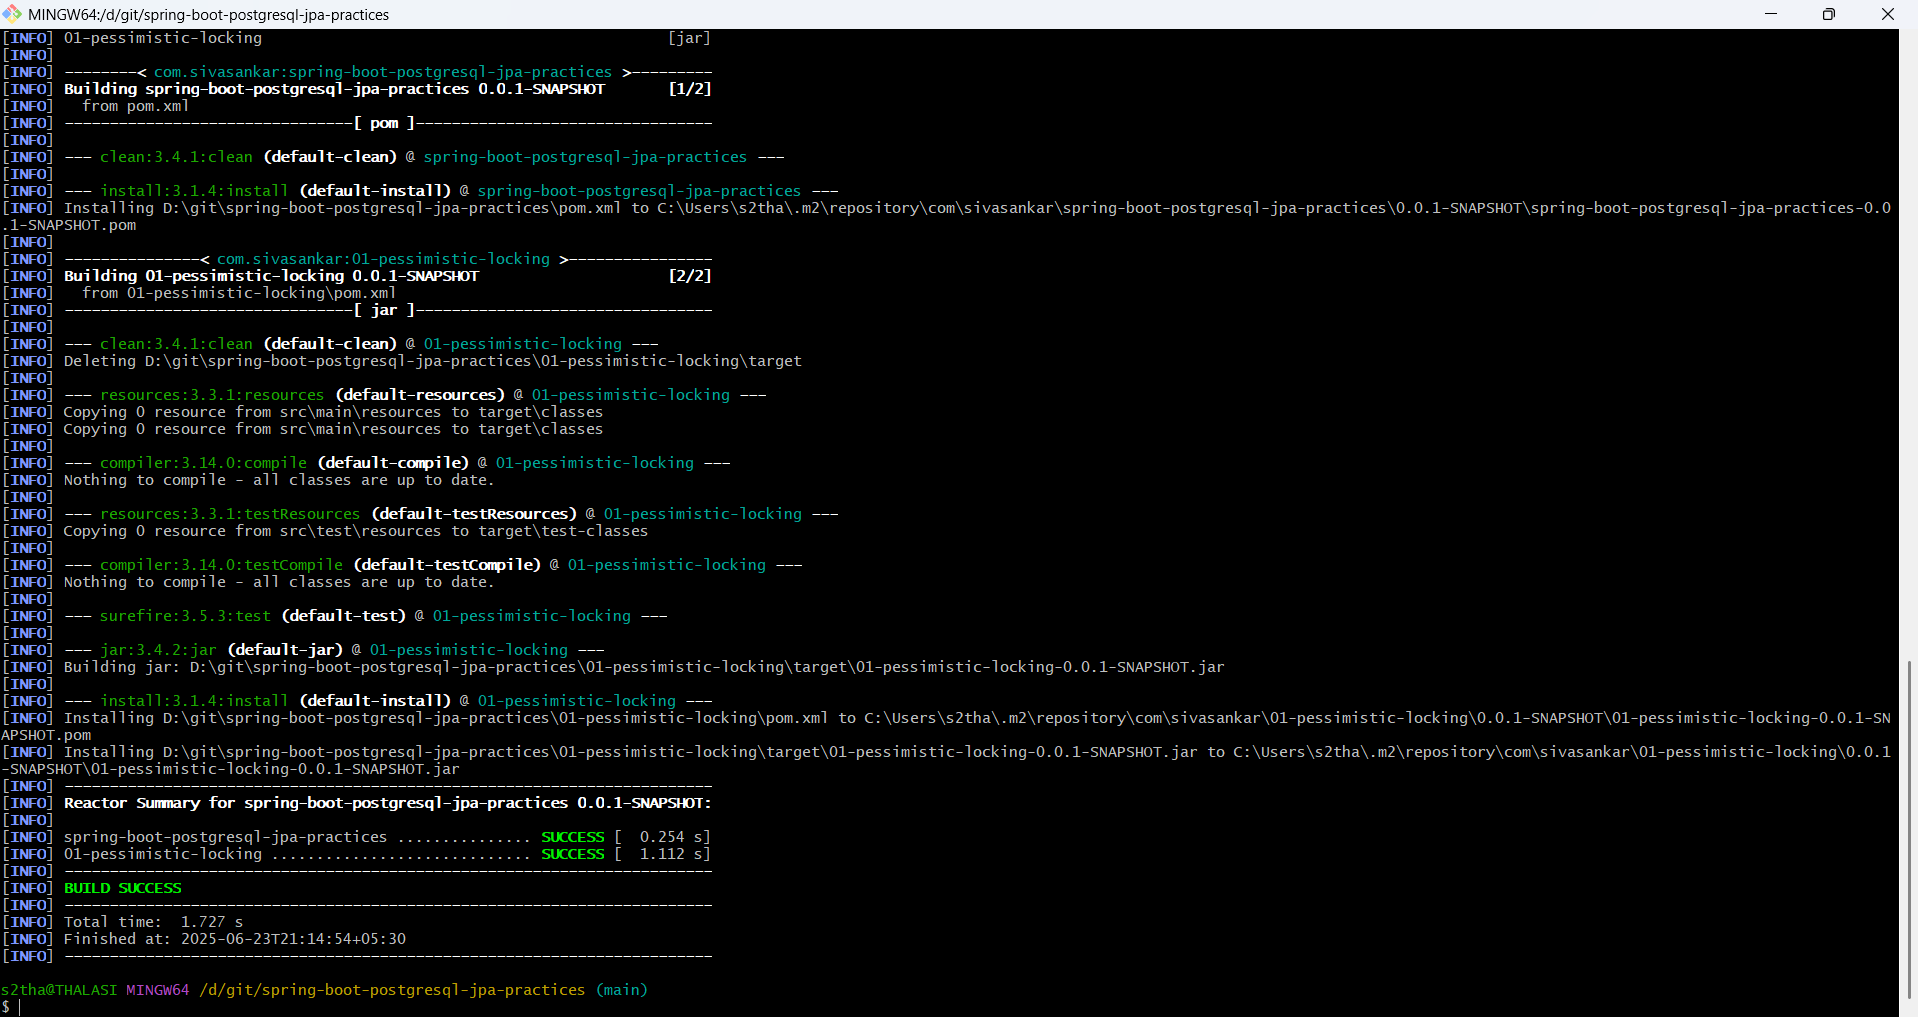 MINGW64:/d/git/spring-boot-postgresql-jpa-practices
[INFO] 01-pessimistic-locking                                             [jar]
[INFO]
[INFO] --------< com.sivasankar:spring-boot-postgresql-jpa-practices >---------
[INFO] Building spring-boot-postgresql-jpa-practices 0.0.1-SNAPSHOT       [1/2]
[INFO]   from pom.xml
[INFO] --------------------------------[ pom ]---------------------------------
[INFO]
[INFO] --- clean:3.4.1:clean (default-clean) @ spring-boot-postgresql-jpa-practices ---
[INFO]
[INFO] --- install:3.1.4:install (default-install) @ spring-boot-postgresql-jpa-practices ---
[INFO] Installing D:\git\spring-boot-postgresql-jpa-practices\pom.xml to C:\Users\s2tha\.m2\repository\com\sivasankar\spring-boot-postgresql-jpa-practices\0.0.1-SNAPSHOT\spring-boot-postgresql-jpa-practices-0.0
.1-SNAPSHOT.pom
[INFO]
[INFO] ---------------< com.sivasankar:01-pessimistic-locking >----------------
[INFO] Building 01-pessimistic-locking 0.0.1-SNAPSHOT                     [2/2]
[INFO]   from 01-pessimistic-locking\pom.xml
[INFO] --------------------------------[ jar ]---------------------------------
[INFO]
[INFO] --- clean:3.4.1:clean (default-clean) @ 01-pessimistic-locking ---
[INFO] Deleting D:\git\spring-boot-postgresql-jpa-practices\01-pessimistic-locking\target
[INFO]
[INFO] --- resources:3.3.1:resources (default-resources) @ 01-pessimistic-locking ---
[INFO] Copying 0 resource from src\main\resources to target\classes
[INFO] Copying 0 resource from src\main\resources to target\classes
[INFO]
[INFO] --- compiler:3.14.0:compile (default-compile) @ 01-pessimistic-locking ---
[INFO] Nothing to compile - all classes are up to date.
[INFO]
[INFO] --- resources:3.3.1:testResources (default-testResources) @ 01-pessimistic-locking ---
[INFO] Copying 0 resource from src\test\resources to target\test-classes
[INFO]
[INFO] --- compiler:3.14.0:testCompile (default-testCompile) @ 01-pessimistic-locking ---
[INFO] Nothing to compile - all classes are up to date.
[INFO]
[INFO] --- surefire:3.5.3:test (default-test) @ 01-pessimistic-locking ---
[INFO]
[INFO] --- jar:3.4.2:jar (default-jar) @ 01-pessimistic-locking ---
[INFO] Building jar: D:\git\spring-boot-postgresql-jpa-practices\01-pessimistic-locking\target\01-pessimistic-locking-0.0.1-SNAPSHOT.jar
[INFO]
[INFO] --- install:3.1.4:install (default-install) @ 01-pessimistic-locking ---
[INFO] Installing D:\git\spring-boot-postgresql-jpa-practices\01-pessimistic-locking\pom.xml to C:\Users\s2tha\.m2\repository\com\sivasankar\01-pessimistic-locking\0.0.1-SNAPSHOT\01-pessimistic-locking-0.0.1-SN
APSHOT.pom
[INFO] Installing D:\git\spring-boot-postgresql-jpa-practices\01-pessimistic-locking\target\01-pessimistic-locking-0.0.1-SNAPSHOT.jar to C:\Users\s2tha\.m2\repository\com\sivasankar\01-pessimistic-locking\0.0.1
-SNAPSHOT\01-pessimistic-locking-0.0.1-SNAPSHOT.jar
[INFO] ------------------------------------------------------------------------
[INFO] Reactor Summary for spring-boot-postgresql-jpa-practices 0.0.1-SNAPSHOT:
[INFO]
[INFO] spring-boot-postgresql-jpa-practices ............... SUCCESS [  0.254 s]
[INFO] 01-pessimistic-locking ............................. SUCCESS [  1.112 s]
[INFO] ------------------------------------------------------------------------
[INFO] BUILD SUCCESS
[INFO] ------------------------------------------------------------------------
[INFO] Total time:  1.727 s
[INFO] Finished at: 2025-06-23T21:14:54+05:30
[INFO] ------------------------------------------------------------------------
s2tha@THALASI MINGW64 /d/git/spring-boot-postgresql-jpa-practices (main)
$